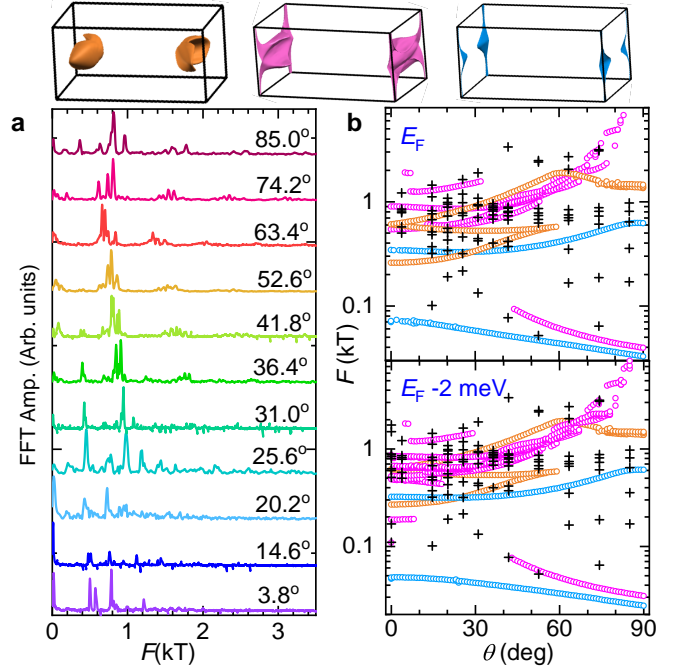 a
85.0°
74.2°
63.4°
52.6°
41.8°
36.4°
31.0°
25.6°
20.2°
14.6°
3.8°
FFT Amp. (Arb. units)
0 1 2 3
F(kT)
b
E_F
1
0.1
E_F -2 meV
1
0.1
F (kT)
0 30 60 90
θ (deg)